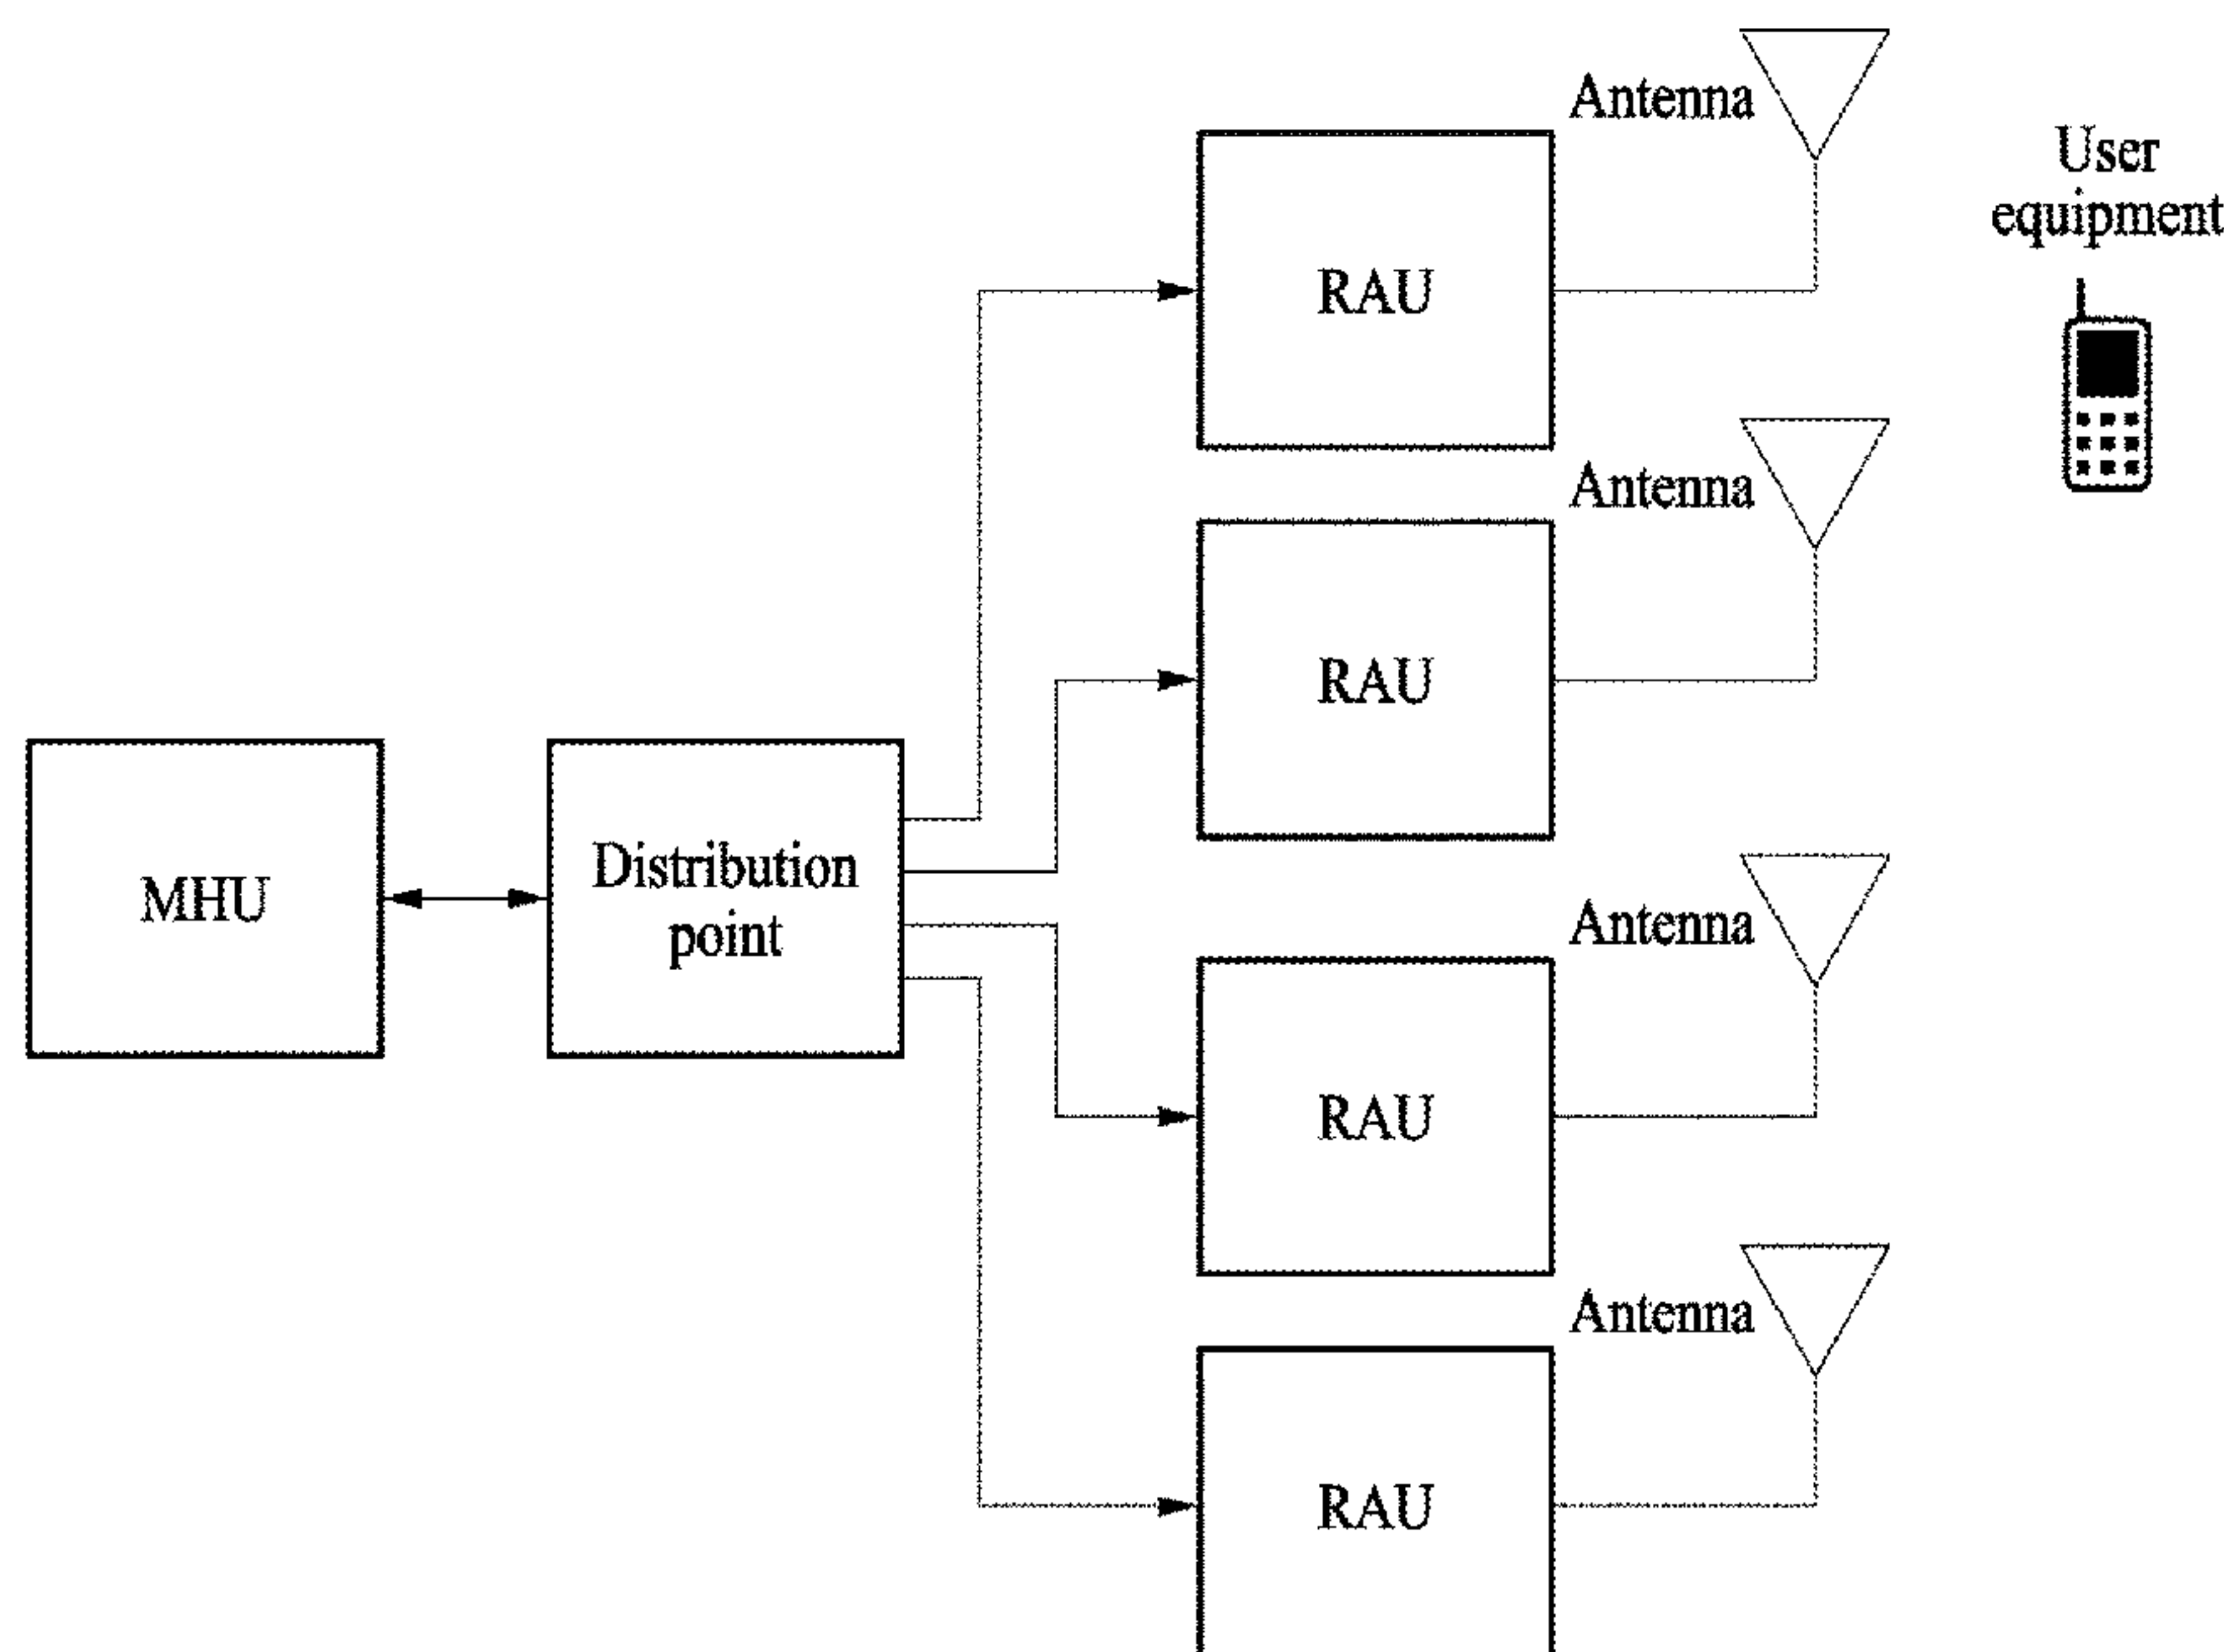 Antenna
User
equipment
RAU
Antenna
RAU
MHU
Distribution
point
Antenna
RAU
Antenna
RAU